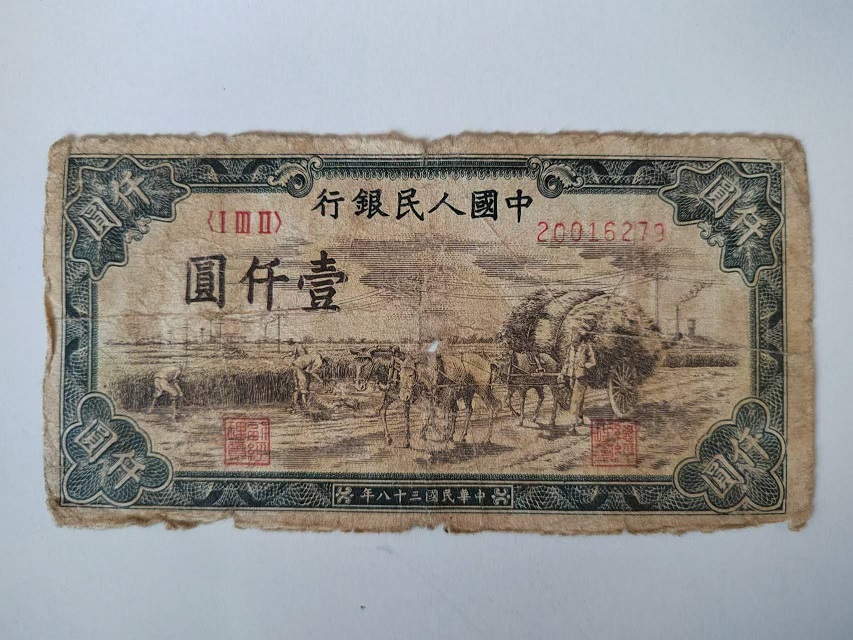 仟圓
仟圓
中國人民銀行
〈I III II〉
20016279
壹仟圓
仟圓
仟圓
中華民國三十八年